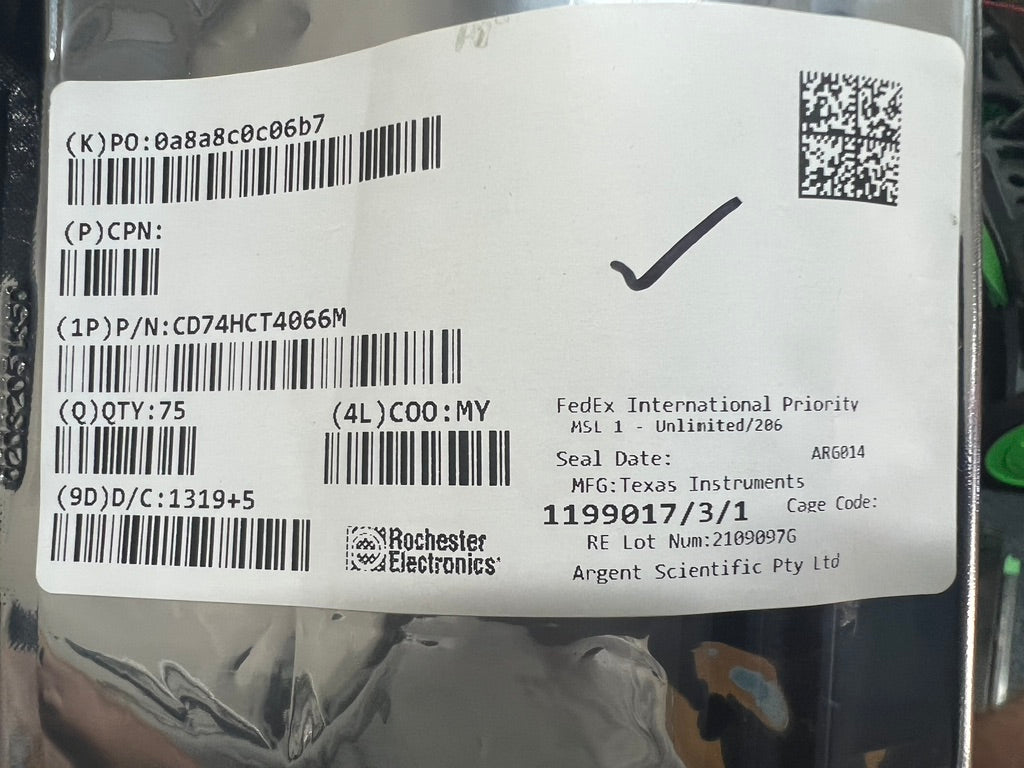 (K)PO:0a8a8c0c06b7
(P)CPN:
(1P)P/N:CD74HCT4066M
(Q)QTY:75
(4L)COO:MY
(9D)D/C:1319+5
Rochester
Electronics
FedEx International Priority
MSL 1 - Unlimited/206
Seal Date:
ARG014
MFG:Texas Instruments
1199017/3/1
Cage Code:
RE Lot Num:2109097G
Argent Scientific Pty Ltd